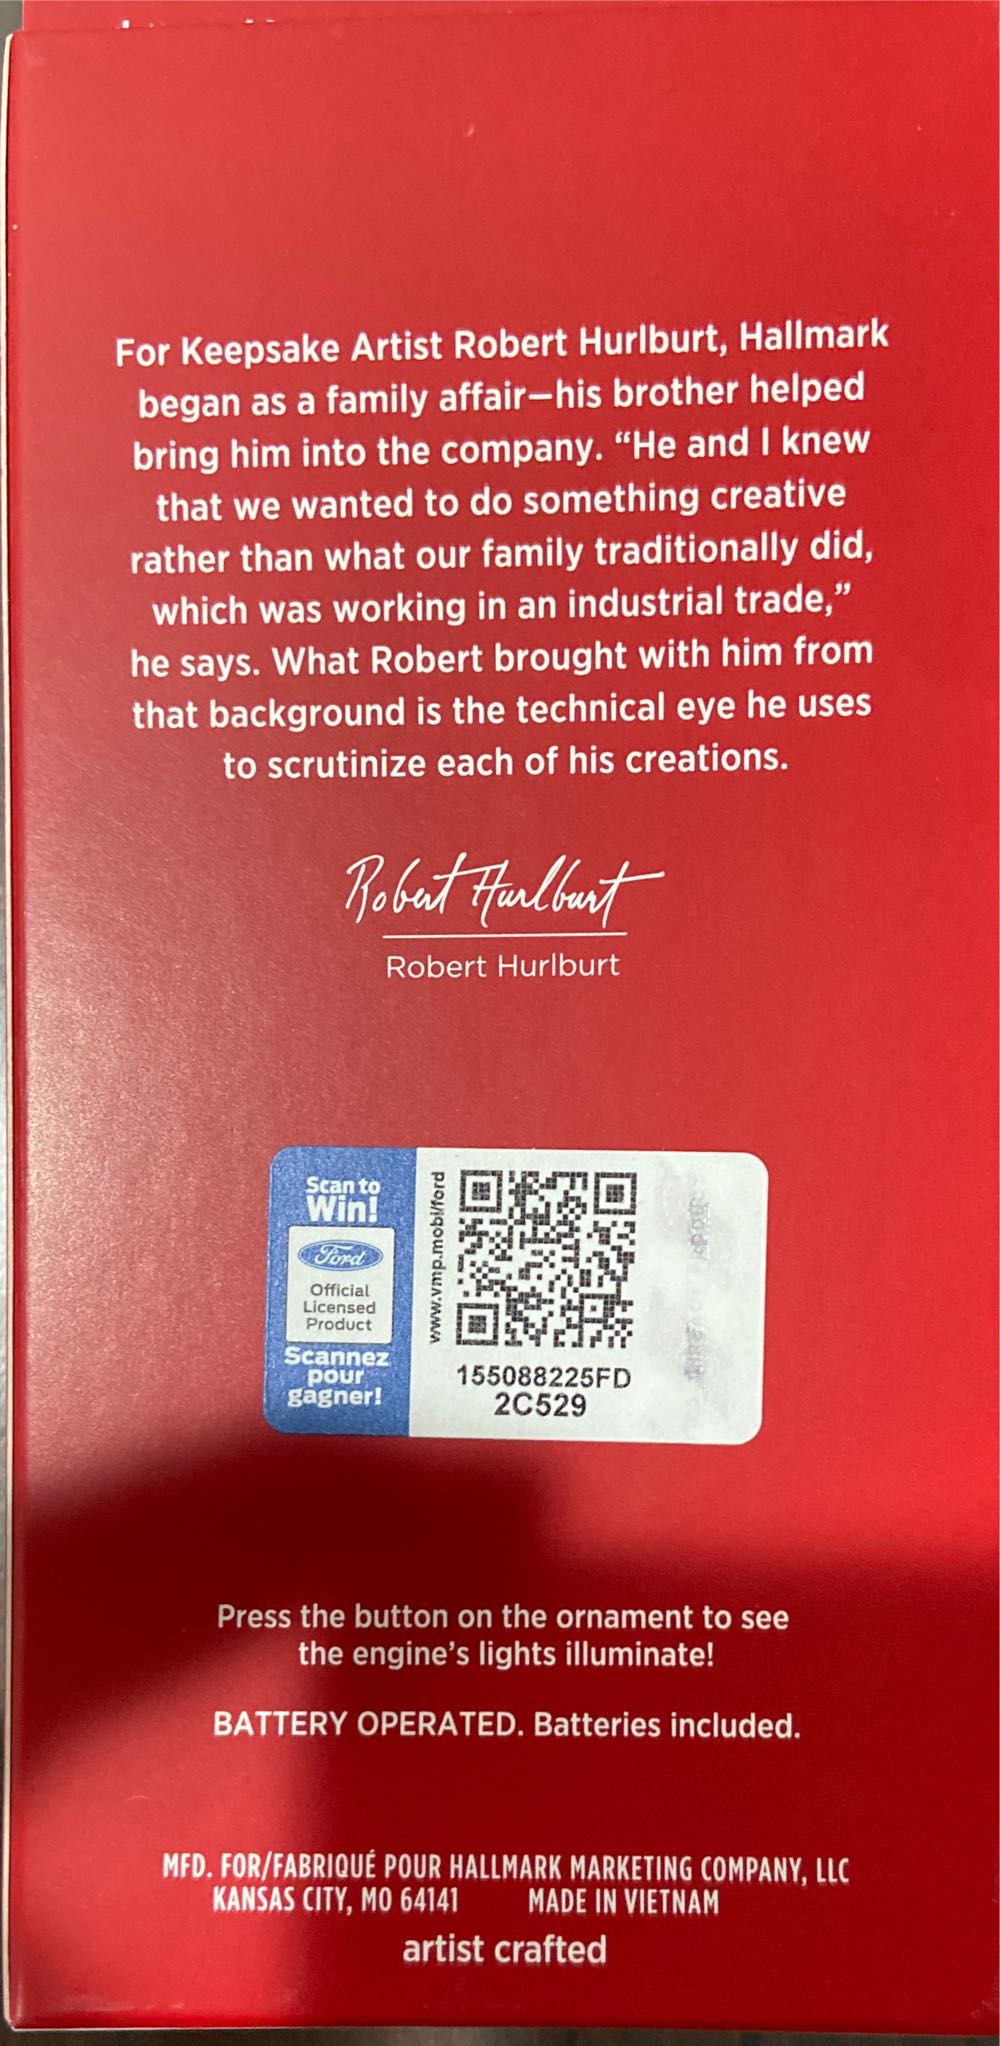 For Keepsake Artist Robert Hurlburt, Hallmark
began as a family affair—his brother helped
bring him into the company. “He and I knew
that we wanted to do something creative
rather than what our family traditionally did,
which was working in an industrial trade,”
he says. What Robert brought with him from
that background is the technical eye he uses
to scrutinize each of his creations.
Robert Hurlburt
Robert Hurlburt
Scan to
Win!
Ford
Official
Licensed
Product
Scannez
pour
gagner!
www.vmp.mobi/ford
155088225FD
2C529
Press the button on the ornament to see
the engine’s lights illuminate!
BATTERY OPERATED. Batteries included.
MFD. FOR/FABRIQUÉ POUR HALLMARK MARKETING COMPANY, LLC
KANSAS CITY, MO 64141 MADE IN VIETNAM
artist crafted